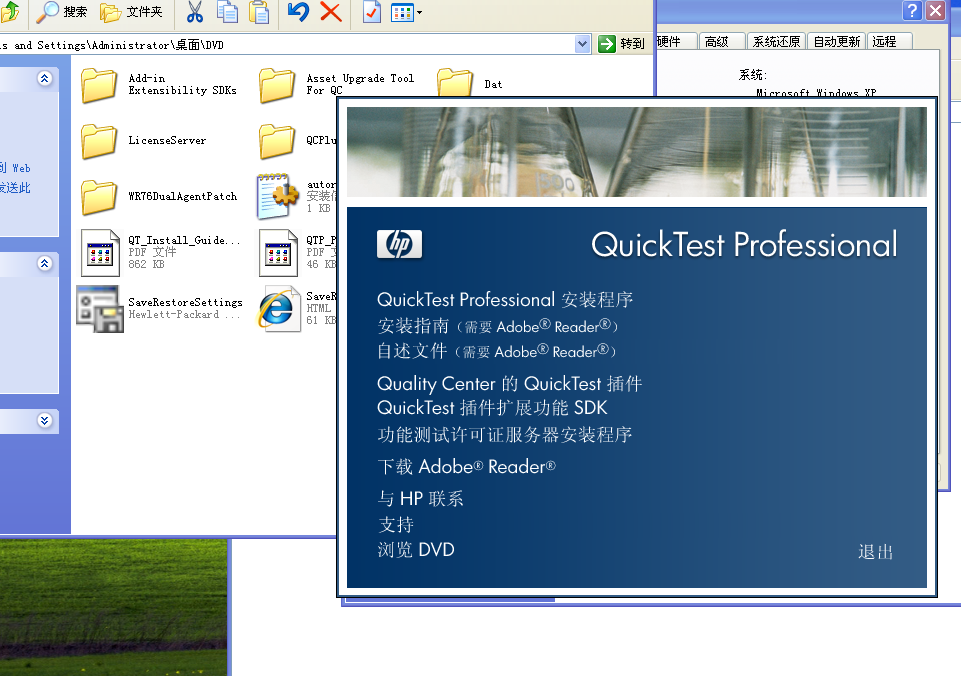 搜索
文件夹
s and Settings\Administrator\桌面\DVD
转到
硬件
高级
系统还原
自动更新
远程
系统:
Microsoft Windows XP
Add-in
Extensibility SDKs
Asset Upgrade Tool
For QC
Dat
LicenseServer
QCPlu
到 Web
发送此
WR76DualAgentPatch
autor
安装信
1 KB
QT_Install_Guide...
PDF 文件
862 KB
QTP_
PDF
46 KB
SaveRestoreSettings
Hewlett-Packard ...
SaveR
HTML
61 KB
hp
QuickTest Professional
QuickTest Professional 安装程序
安装指南（需要 Adobe® Reader®）
自述文件（需要 Adobe® Reader®）
Quality Center 的 QuickTest 插件
QuickTest 插件扩展功能 SDK
功能测试许可证服务器安装程序
下载 Adobe® Reader®
与 HP 联系
支持
浏览 DVD
退出